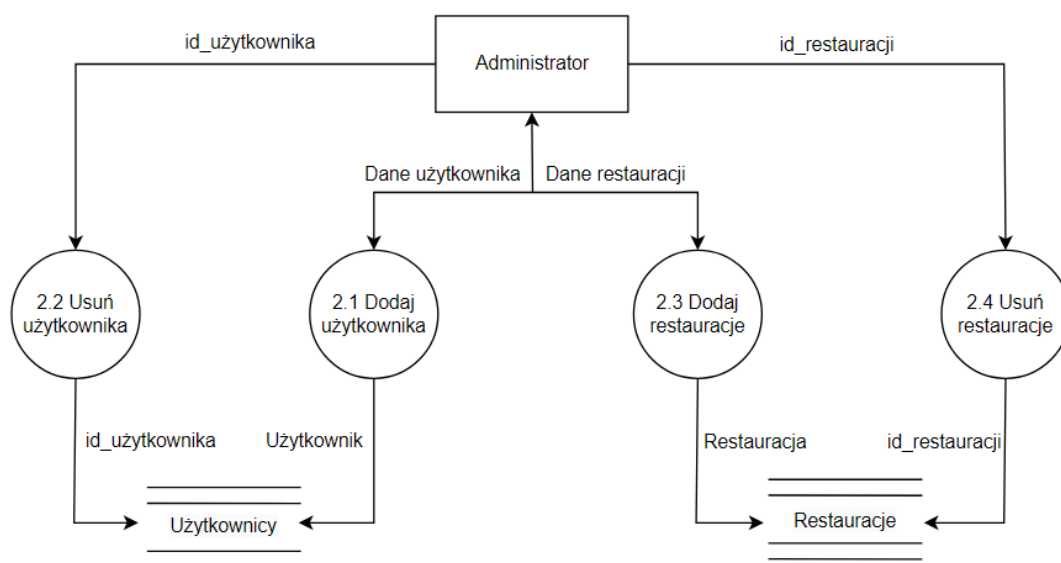 id_użytkownika
id_restauracji
Administrator
Dane użytkownika
Dane restauracji
2.2 Usuń
użytkownika
2.1 Dodaj
użytkownika
2.3 Dodaj
restauracje
2.4 Usuń
restauracje
id_użytkownika
Użytkownik
Restauracja
id_restauracji
Użytkownicy
Restauracje